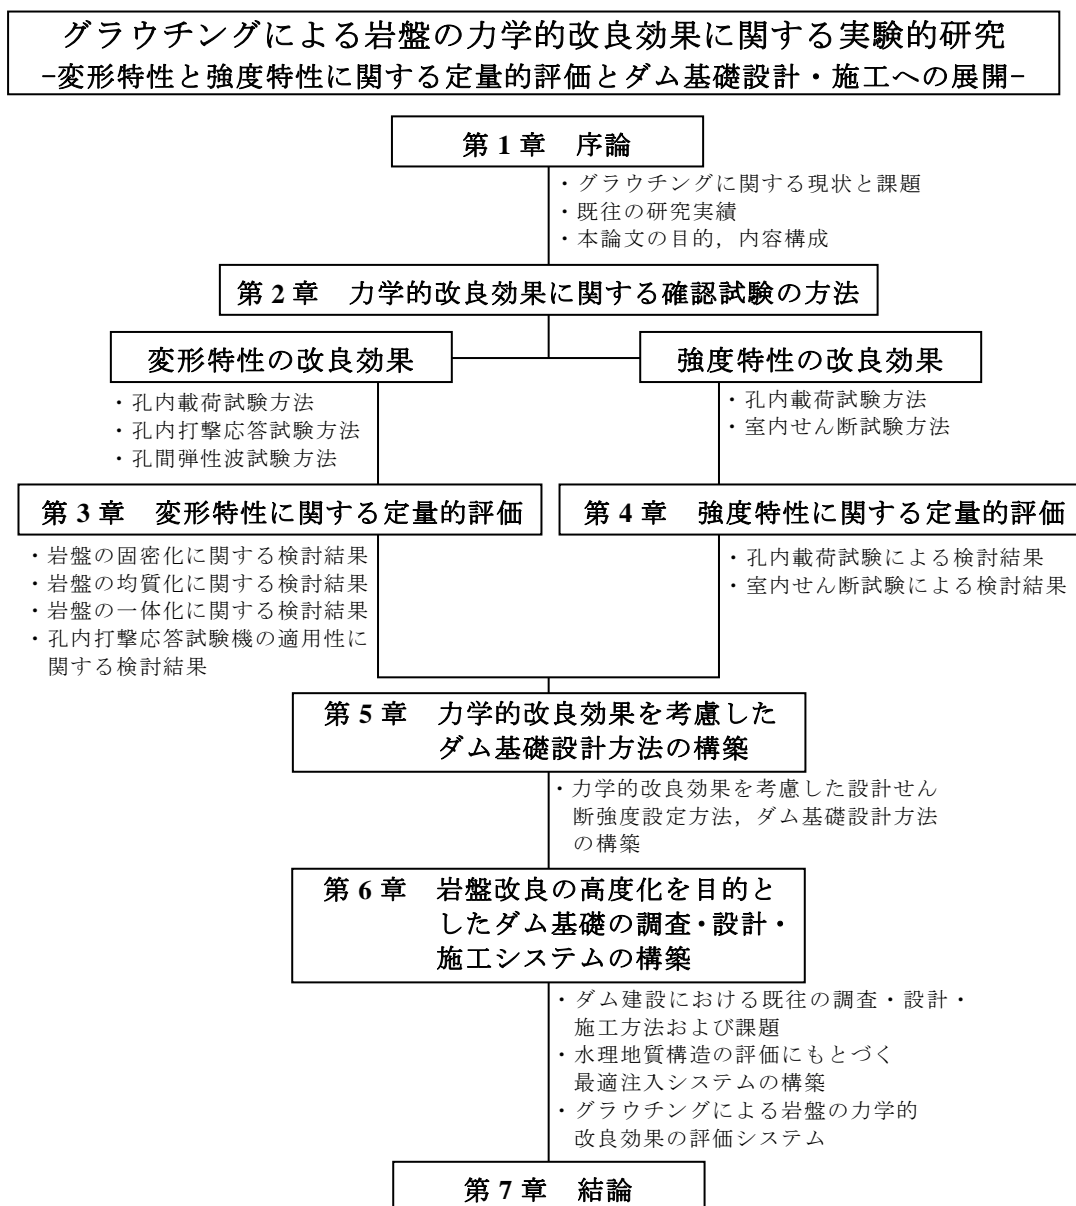 グラウチングによる岩盤の力学的改良効果に関する実験的研究
−変形特性と強度特性に関する定量的評価とダム基礎設計・施工への展開−
第1章　序論
・グラウチングに関する現状と課題
・既往の研究実績
・本論文の目的，内容構成
第2章　力学的改良効果に関する確認試験の方法
変形特性の改良効果
・孔内載荷試験方法
・孔内打撃応答試験方法
・孔間弾性波試験方法
強度特性の改良効果
・孔内載荷試験方法
・室内せん断試験方法
第3章　変形特性に関する定量的評価
・岩盤の固密化に関する検討結果
・岩盤の均質化に関する検討結果
・岩盤の一体化に関する検討結果
・孔内打撃応答試験機の適用性に
関する検討結果
第4章　強度特性に関する定量的評価
・孔内載荷試験による検討結果
・室内せん断試験による検討結果
第5章　力学的改良効果を考慮した
ダム基礎設計方法の構築
・力学的改良効果を考慮した設計せん
断強度設定方法，ダム基礎設計方法
の構築
第6章　岩盤改良の高度化を目的と
したダム基礎の調査・設計・
施工システムの構築
・ダム建設における既往の調査・設計・
施工方法および課題
・水理地質構造の評価にもとづく
最適注入システムの構築
・グラウチングによる岩盤の力学的
改良効果の評価システム
第7章　結論